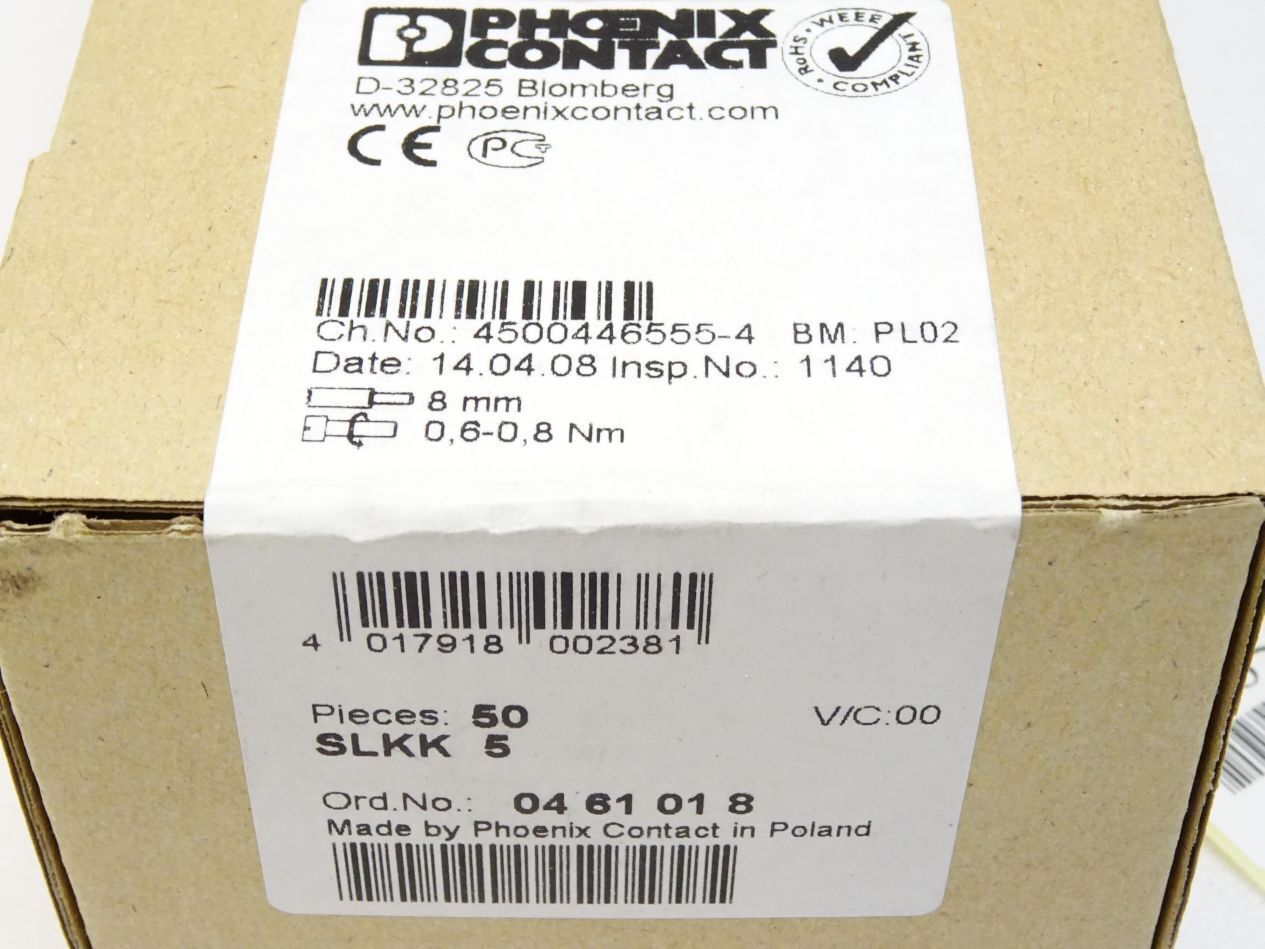 PHOENIX
CONTACT
WEEE
RoHS
COMPLIANT
D-32825 Blomberg
www.phoenixcontact.com
CE PC
Ch.No.: 4500446555-4 BM: PL02
Date: 14.04.08 Insp.No.: 1140
8 mm
0,6-0,8 Nm
4 017918 002381
Pieces: 50 V/C:00
SLKK 5
Ord.No.: 04 61 01 8
Made by Phoenix Contact in Poland